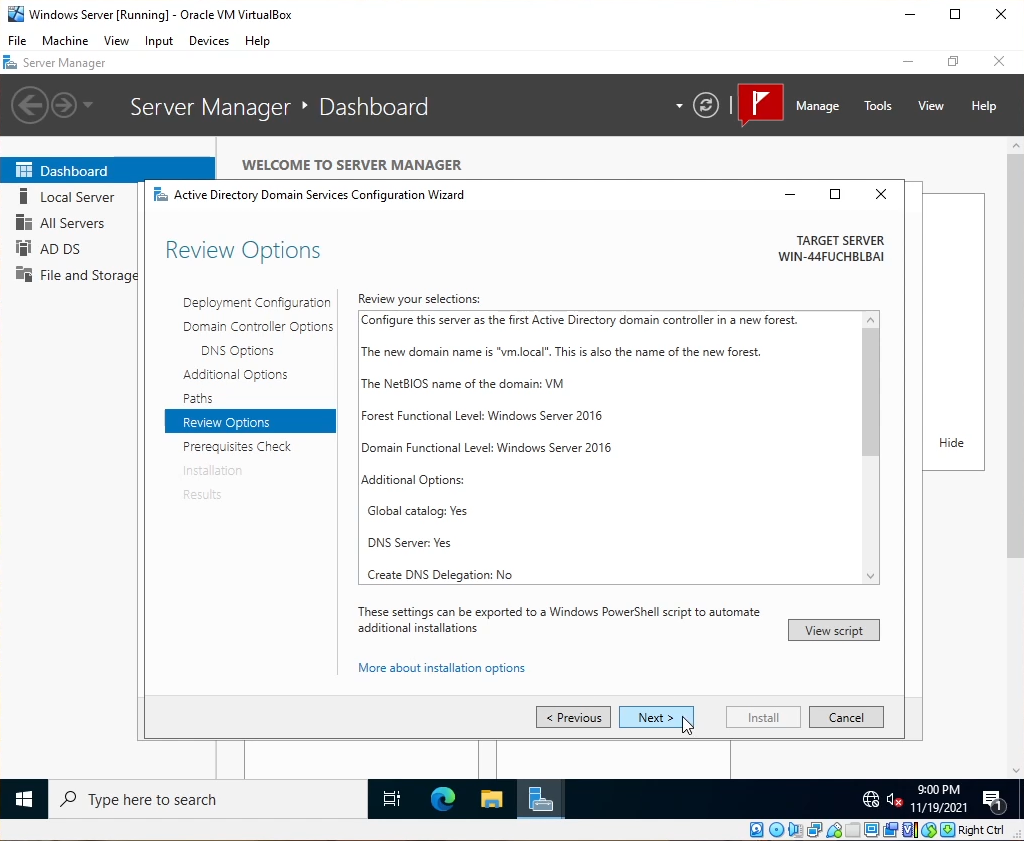 Windows Server [Running] - Oracle VM VirtualBox
File Machine View Input Devices Help
Server Manager
Server Manager Dashboard
Manage Tools View Help
Dashboard
Local Server
All Servers
AD DS
File and Storage
WELCOME TO SERVER MANAGER
Active Directory Domain Services Configuration Wizard
Review Options
TARGET SERVER
WIN-44FUCHBLBAI
Deployment Configuration
Domain Controller Options
DNS Options
Additional Options
Paths
Review Options
Prerequisites Check
Installation
Results
Review your selections:
Configure this server as the first Active Directory domain controller in a new forest.
The new domain name is "vm.local". This is also the name of the new forest.
The NetBIOS name of the domain: VM
Forest Functional Level: Windows Server 2016
Domain Functional Level: Windows Server 2016
Additional Options:
Global catalog: Yes
DNS Server: Yes
Create DNS Delegation: No
These settings can be exported to a Windows PowerShell script to automate
additional installations
View script
More about installation options
< Previous Next > Install Cancel
Hide
Type here to search
9:00 PM
11/19/2021
1
Right Ctrl